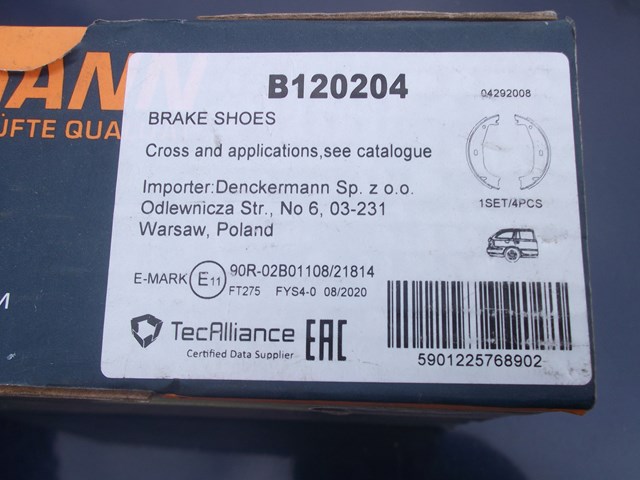 MANN
ÜFTE QUA
B120204
04292008
BRAKE SHOES
Cross and applications,see catalogue
Importer:Denckermann Sp. z o.o.
Odlewnicza Str., No 6, 03-231
Warsaw, Poland
1SET/4PCS
E-MARK E11 90R-02B01108/21814
FT275 FYS4-0 08/2020
TecAlliance
Certified Data Supplier
EAC
5901225768902
M